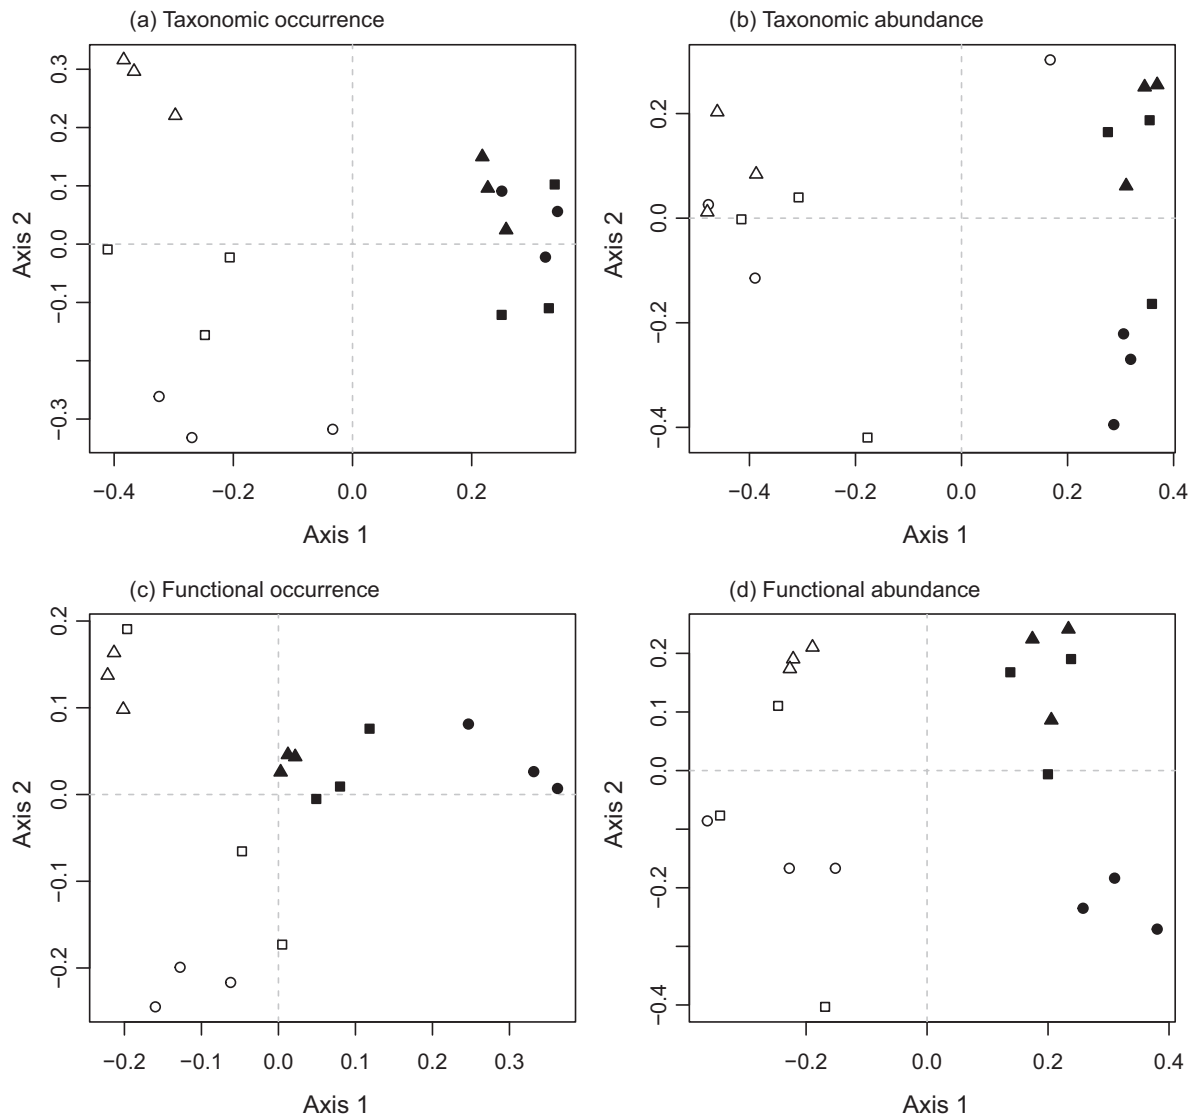 (a) Taxonomic occurrence
(b) Taxonomic abundance
0.3
0.2
0.1
0.0
−0.1
−0.3
Axis 2
−0.4 −0.2 0.0 0.2
Axis 1
0.2
0.0
−0.2
−0.4
Axis 2
−0.4 −0.2 0.0 0.2 0.4
Axis 1
(c) Functional occurrence
(d) Functional abundance
0.2
0.1
0.0
−0.1
−0.2
Axis 2
−0.2 −0.1 0.0 0.1 0.2 0.3
Axis 1
0.2
0.1
0.0
−0.2
−0.4
Axis 2
−0.2 0.0 0.2 0.4
Axis 1